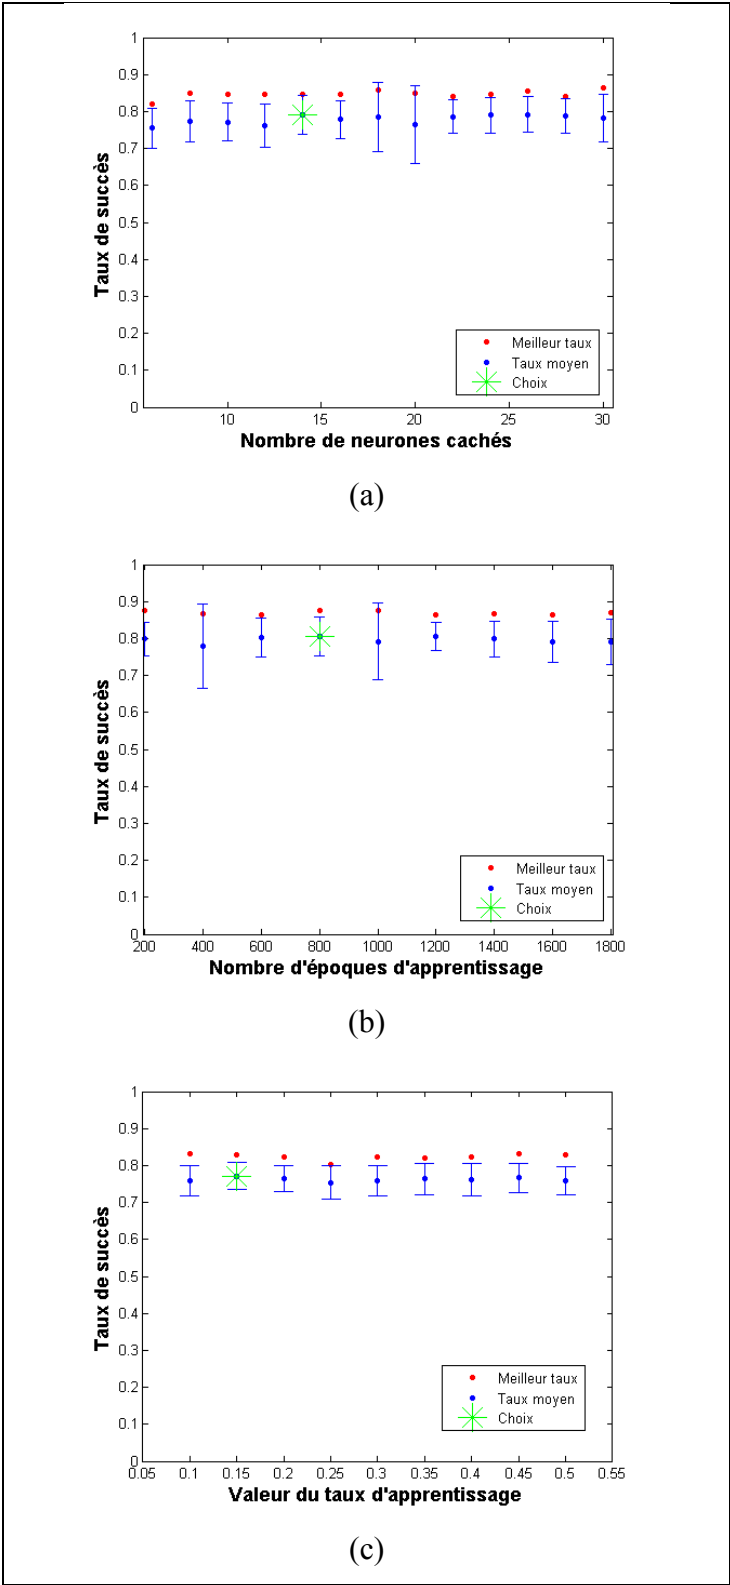 1
0.9
0.8
0.7
0.6
0.5
0.4
0.3
0.2
0.1
0
Taux de succès
Meilleur taux
Taux moyen
Choix
10 15 20 25 30
Nombre de neurones cachés
(a)
1
0.9
0.8
0.7
0.6
0.5
0.4
0.3
0.2
0.1
0
Taux de succès
Meilleur taux
Taux moyen
Choix
200 400 600 800 1000 1200 1400 1600 1800
Nombre d'époques d'apprentissage
(b)
1
0.9
0.8
0.7
0.6
0.5
0.4
0.3
0.2
0.1
0
Taux de succès
Meilleur taux
Taux moyen
Choix
0.05 0.1 0.15 0.2 0.25 0.3 0.35 0.4 0.45 0.5 0.55
Valeur du taux d'apprentissage
(c)